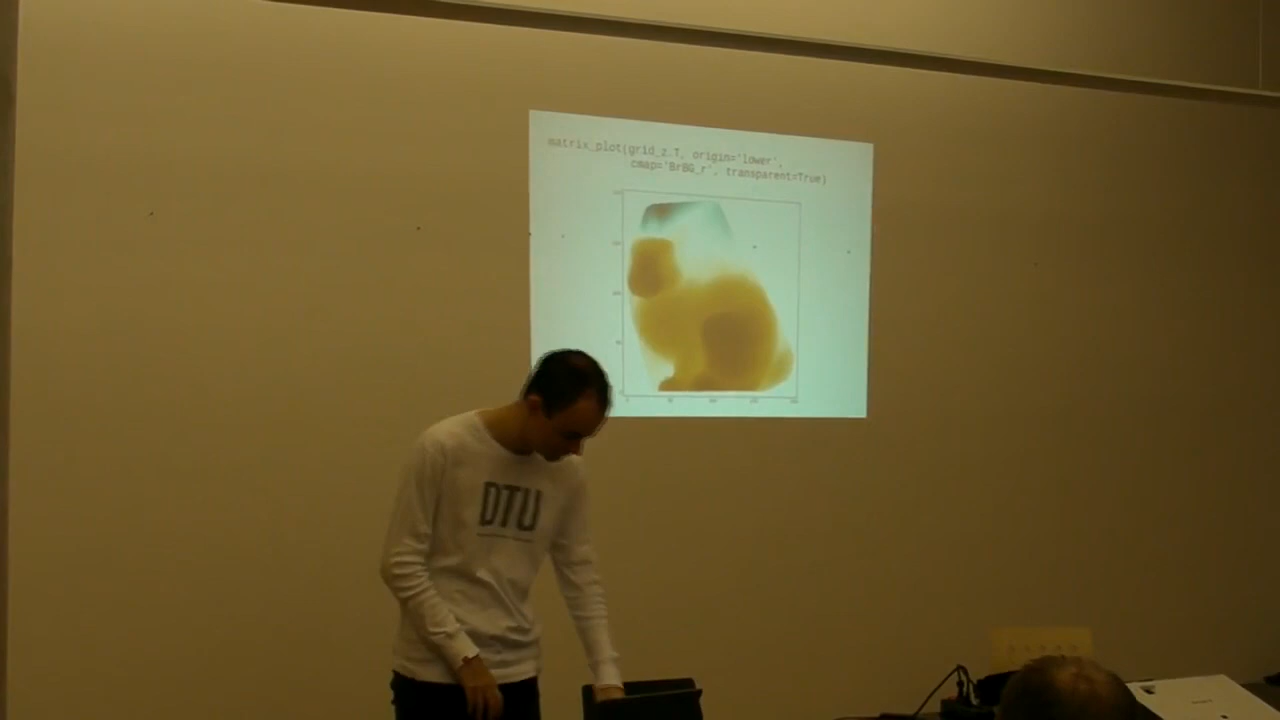 matrix_plot(grid_z.T, origin='lower',
cmap='BrBG_r', transparent=True)
DTU